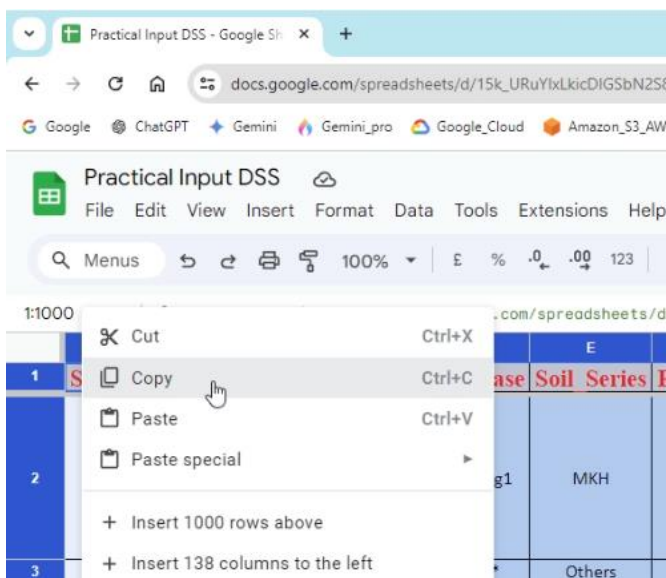 Practical Input DSS - Google Sh
docs.google.com/spreadsheets/d/15k_URuYIxLkicDIGSbN2S8
Google ChatGPT Gemini Gemini_pro Google_Cloud Amazon_S3_AW
Practical Input DSS
File Edit View Insert Format Data Tools Extensions Help
Menus 100% £ % .0 .00 123
1:1000 .com/spreadsheets/d
Cut Ctrl+X
E
Copy Ctrl+C
1 S ase Soil_Series
Paste Ctrl+V
Paste special
2 g1 MKH
+ Insert 1000 rows above
+ Insert 138 columns to the left
3 Others